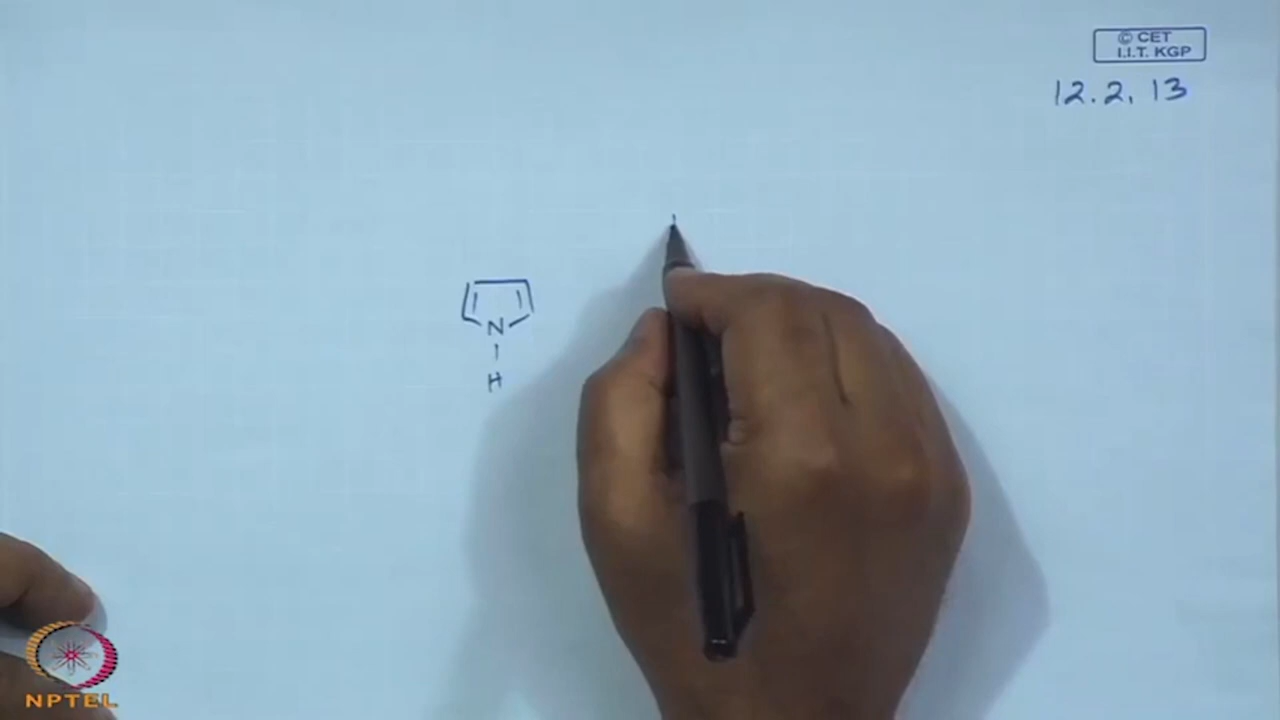 © CET
I.I.T. KGP
12.2.13
N
H
NPTEL